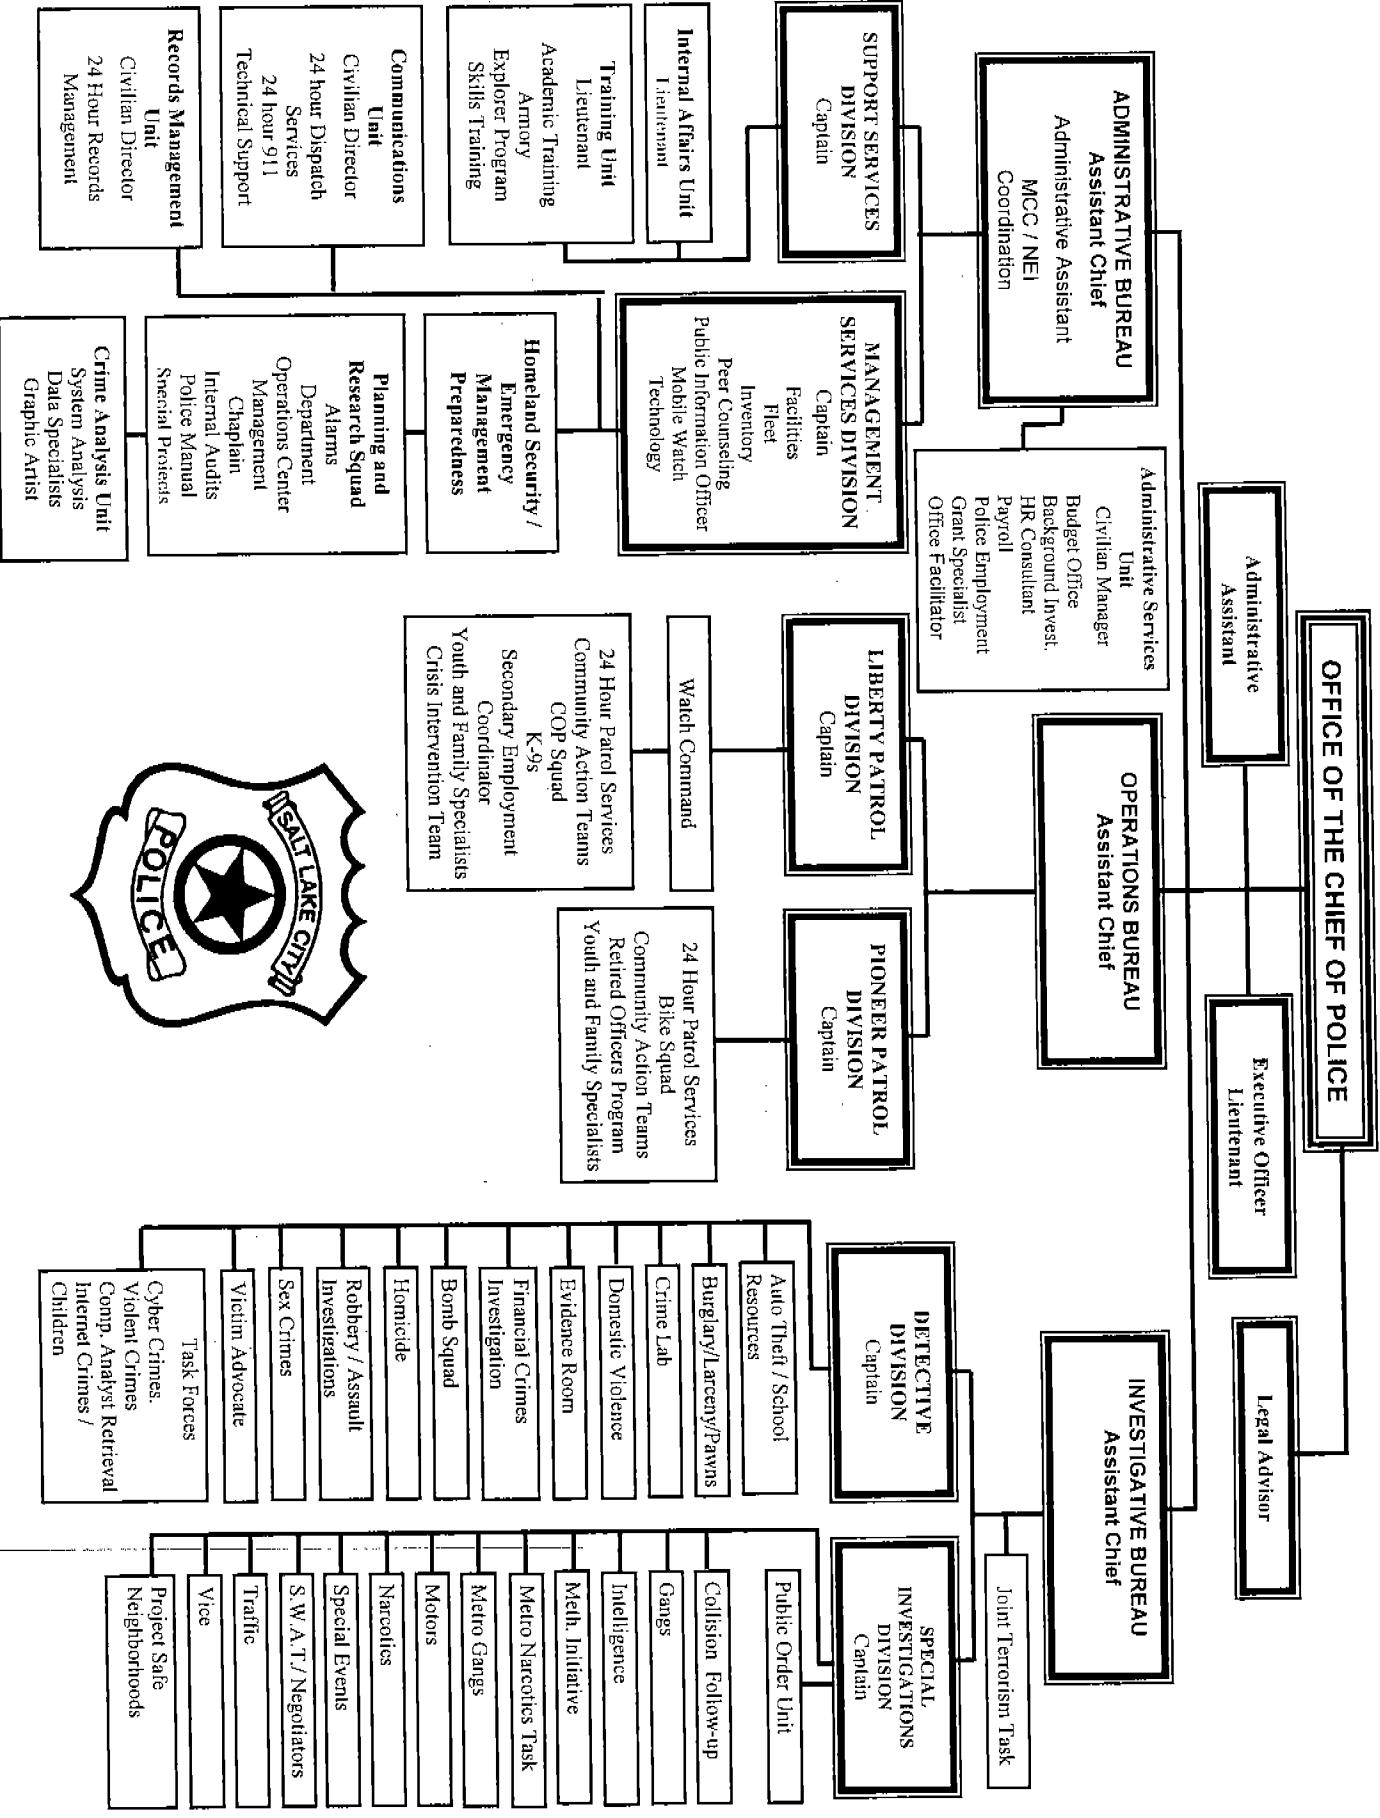 OFFICE OF THE CHIEF OF POLICE
Administrative
Assistant
Executive Officer
Lieutenant
Legal Advisor
ADMINISTRATIVE BUREAU
Assistant Chief
Administrative Assistant
MCC / NEI
Coordination
Administrative Services
Unit
Civilian Manager
Budget Office
Background Invest.
HR Consultant
Payroll
Police Employment
Grant Specialist
Office Facilitator
SUPPORT SERVICES
DIVISION
Captain
Internal Affairs Unit
Lieutenant
Training Unit
Lieutenant
Academic Training
Armory
Explorer Program
Skills Training
Communications
Unit
Civilian Director
24 hour Dispatch
Services
24 hour 911
Technical Support
Records Management
Unit
Civilian Director
24 Hour Records
Management
MANAGEMENT
SERVICES DIVISION
Captain
Facilities
Fleet
Inventory
Peer Counseling
Public Information Officer
Mobile Watch
Technology
Homeland Security /
Emergency
Management
Preparedness
Planning and
Research Squad
Alarms
Department
Operations Center
Management
Chaplain
Internal Audits
Police Manual
Special Projects
Crime Analysis Unit
System Analysis
Data Specialists
Graphic Artist
OPERATIONS BUREAU
Assistant Chief
LIBERTY PATROL
DIVISION
Captain
Watch Command
24 Hour Patrol Services
Community Action Teams
COP Squad
K-9s
Secondary Employment
Coordinator
Youth and Family Specialists
Crisis Intervention Team
PIONEER PATROL
DIVISION
Captain
24 Hour Patrol Services
Bike Squad
Community Action Teams
Retired Officers Program
Youth and Family Specialists
SALT LAKE CITY
POLICE
INVESTIGATIVE BUREAU
Assistant Chief
Joint Terrorism Task
DETECTIVE
DIVISION
Captain
Auto Theft / School
Resources
Burglary/Larceny/Pawns
Crime Lab
Domestic Violence
Evidence Room
Financial Crimes
Investigation
Bomb Squad
Homicide
Robbery / Assault
Investigations
Sex Crimes
Victim Advocate
Task Forces
Cyber Crimes.
Violent Crimes
Comp. Analyst Retrieval
Internet Crimes /
Children
SPECIAL
INVESTIGATIONS
DIVISION
Captain
Public Order Unit
Collision Follow-up
Gangs
Intelligence
Meth. Initiative
Metro Narcotics Task
Metro Gangs
Motors
Narcotics
Special Events
S.W.A.T./ Negotiators
Traffic
Vice
Project Safe
Neighborhoods